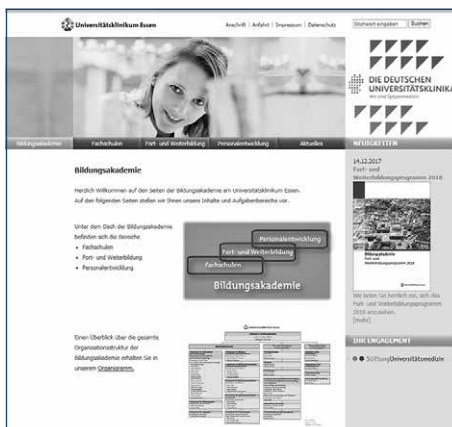 Universitätsklinikum Essen
Anschrift | Anfahrt | Impressum | Datenschutz
Stichwort eingeben
Suchen
DIE DEUTSCHEN
UNIVERSITÄTSKLINIKA
Bildungsakademie
Fachschulen
Fort- und Weiterbildung
Personalentwicklung
Aktuelles
NEUIGKEITEN
Bildungsakademie
Herzlich Willkommen auf den Seiten der Bildungsakademie am Universitätsklinikum Essen.
Auf den folgenden Seiten stellen wir Ihnen unsere Inhalte und Aufgabenbereiche vor.
Unter dem Dach der Bildungsakademie
befinden sich die Bereiche
• Fachschulen
• Fort- und Weiterbildung
• Personalentwicklung
Personalentwicklung
Fort- und Weiterbildung
Fachschulen
Bildungsakademie
Einen Überblick über die gesamte
Organisationsstruktur der
Bildungsakademie erhalten Sie in
unserem Organigramm.
14.12.2017
Fort- und
Weiterbildungsprogramm 2018
Bildungsakademie
Wir laden Sie herzlich ein, sich das
Fort- und Weiterbildungsprogramm
2018 anzusehen.
[mehr]
IHR ENGAGEMENT
StiftungUniversitätsmedizin